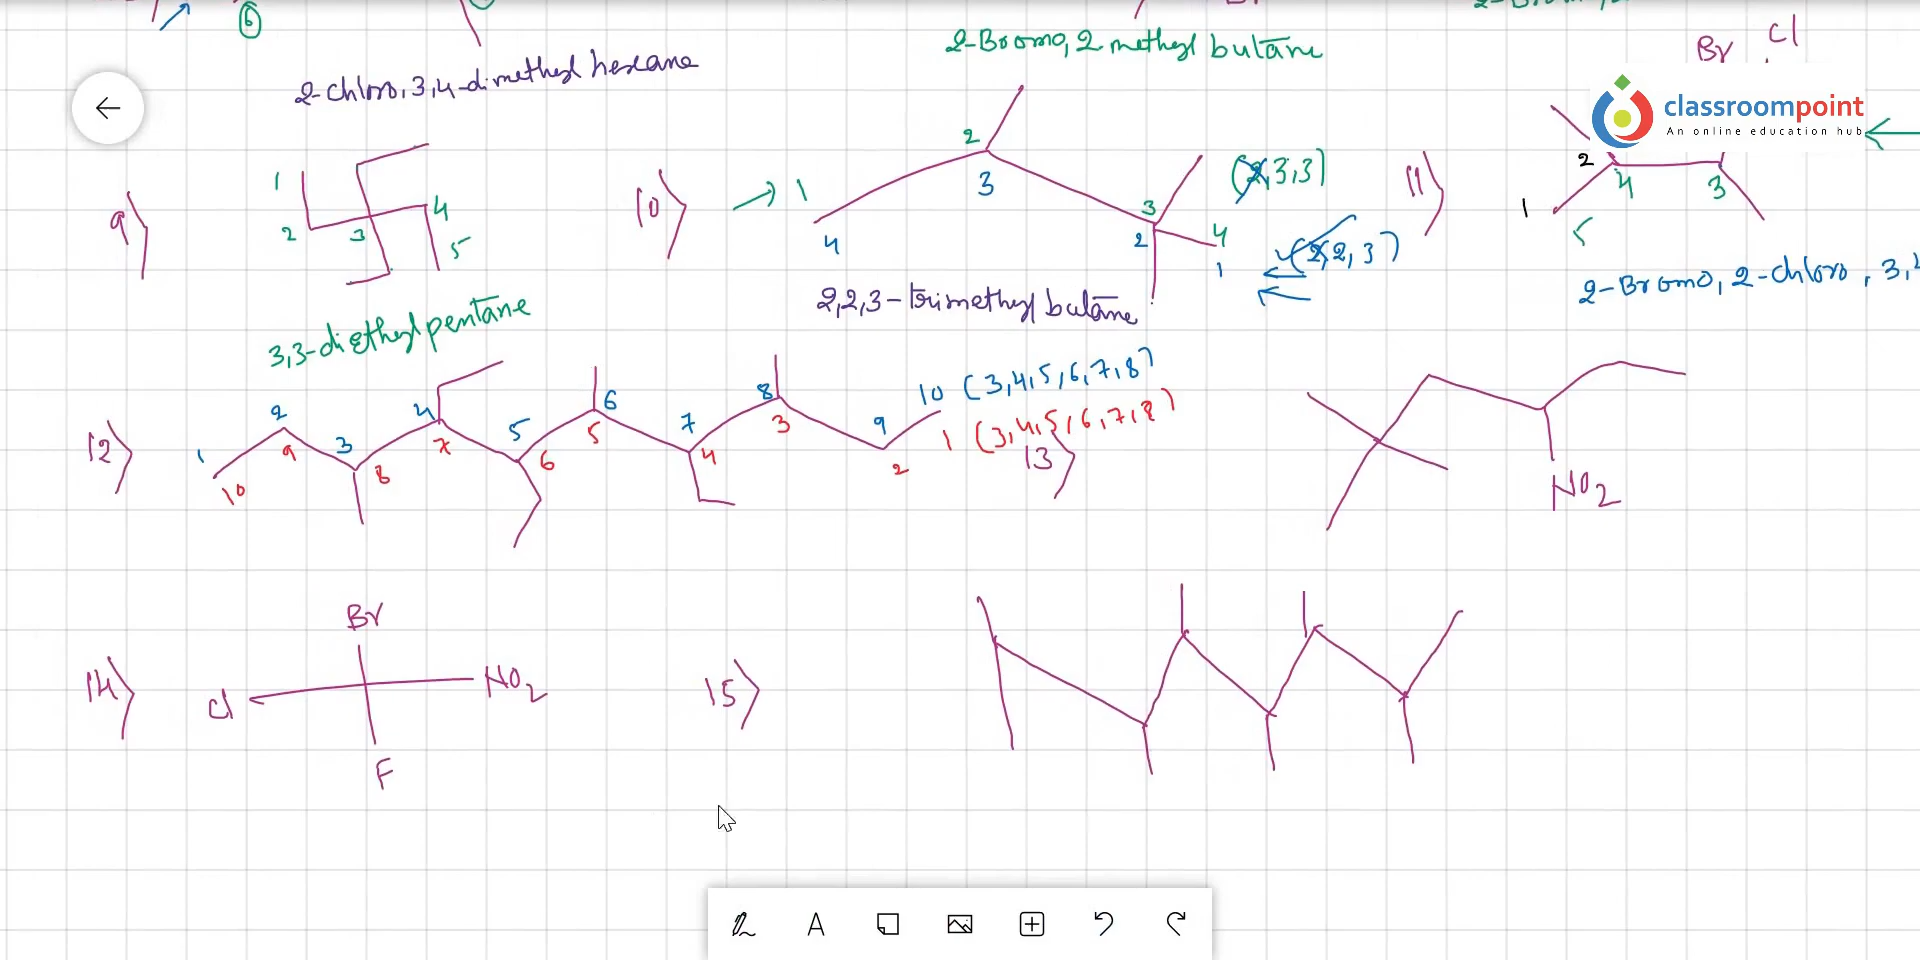 6
2-Bromo, 2 methyl butane
Br Cl
2-chloro, 3,4-dimethyl hexane
classroompoint
An online education hub
9)
1
2
3
4
5
10)
1
2
3
4
4
3
2
1
(2,3,3)
(2,2,3)
11)
2
1
4
3
5
3,3-diethyl pentane
2,2,3-trimethyl butane
2-Bromo, 2-chloro, 3,4
12)
1 2 3 4 5 6 7 8 9 10 (3,4,5,6,7,8)
10 9 8 7 6 5 4 3 2 1 (3,4,5,6,7,8)
13)
NO2
14)
Br
Cl
NO2
F
15)
A